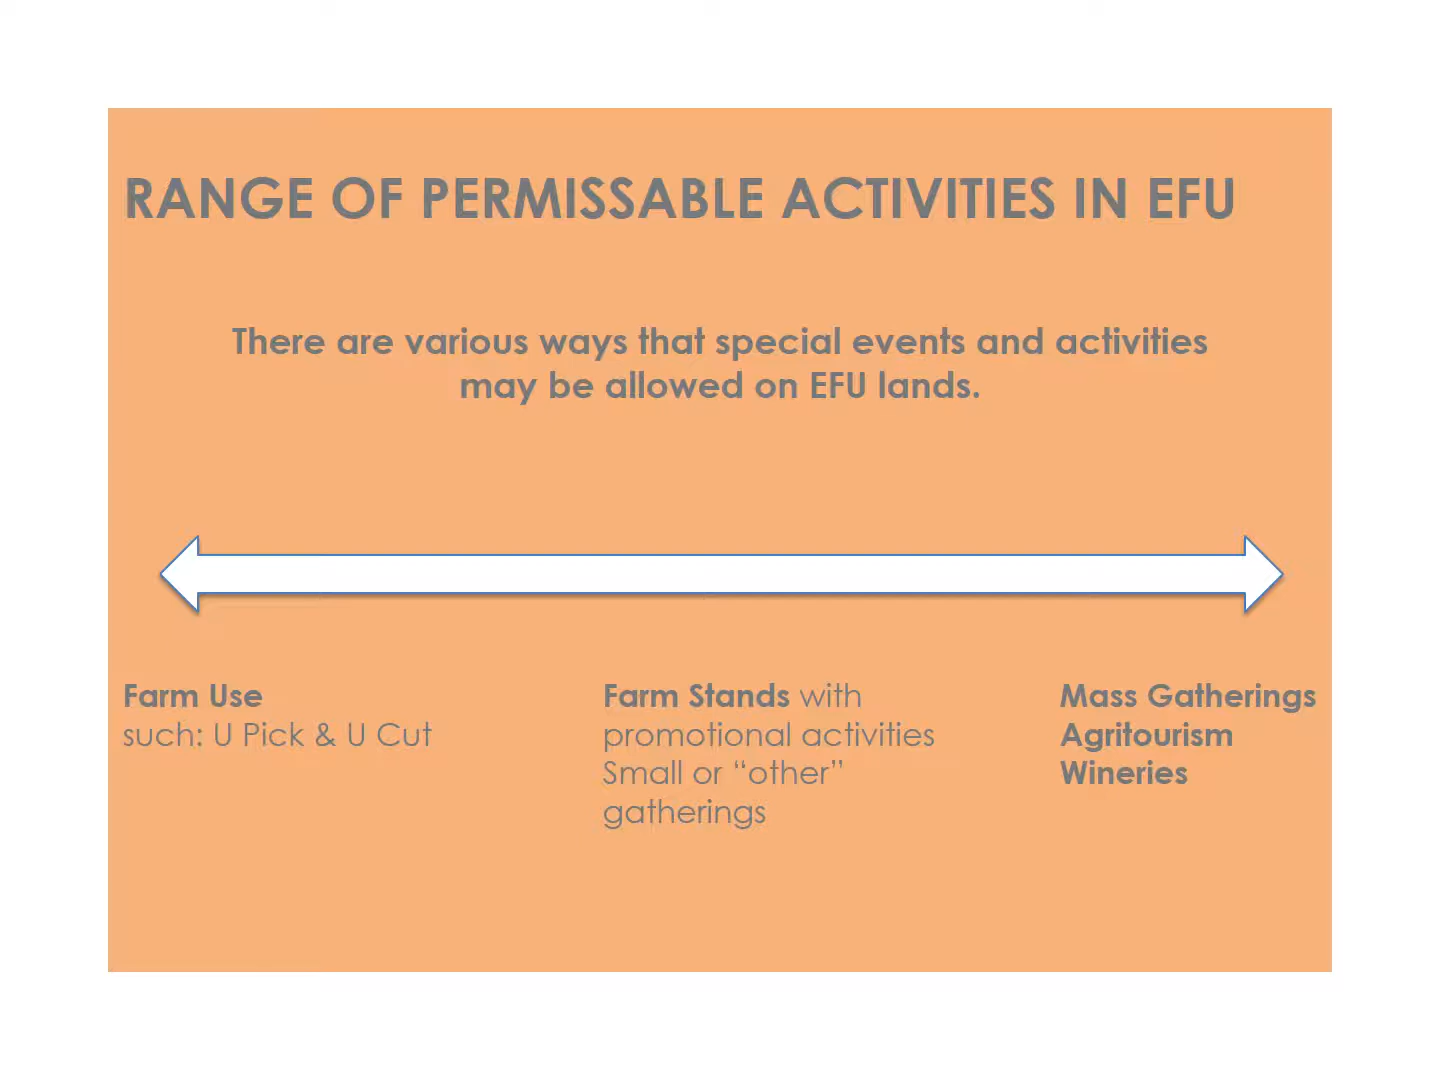 RANGE OF PERMISSABLE ACTIVITIES IN EFU
There are various ways that special events and activities
may be allowed on EFU lands.
Farm Use
such: U Pick & U Cut
Farm Stands with
promotional activities
Small or “other”
gatherings
Mass Gatherings
Agritourism
Wineries